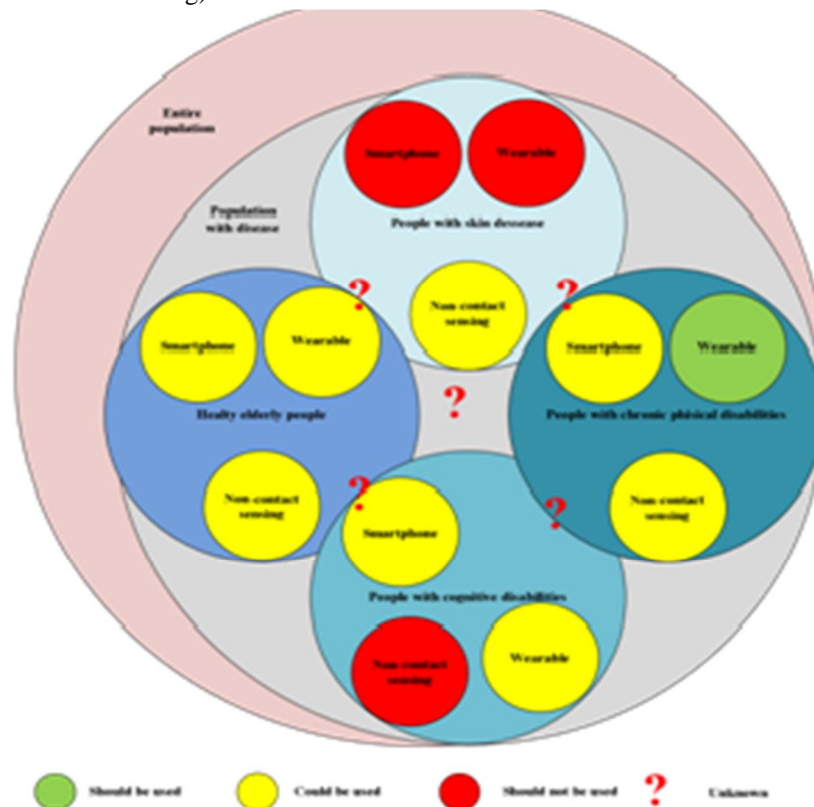 Entire
population
Population
with disease
Smartphone
Wearable
People with skin dessease
Non-contact
sensing
?
?
Smartphone
Wearable
Healty elderly people
Non-contact
sensing
Smartphone
Wearable
People with chronic phisical disabilities
Non-contact
sensing
?
?
?
Smartphone
People with cognitive disabilities
Non-contact
sensing
Wearable
Should be used
Could be used
Should not be used
?
Unknown